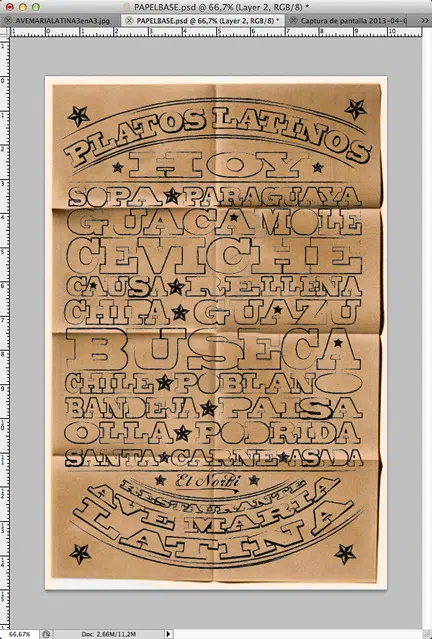 PAPELBASE.psd @ 66,7% (Layer 2, RGB/8) *
AVEMARIALATINA3enA3.jpg
PAPELBASE.psd @ 66,7% (Layer 2, RGB/8) *
Captura de pantalla 2013-04-0
PLATOS LATINOS
HOY
SOPA PARAGUAYA
GUACAMOLE
CEVICHE
CAUSA RELLENA
CHIPA GUAZU
BUSECA
CHILE POBLANO
BANDEJA PAISA
OLLA PODRIDA
SANTA CARNE ASADA
El Norbi
RESTAURANTE
AVE MARIA
LATINA
66,67%
Doc: 2,66M/11,2M